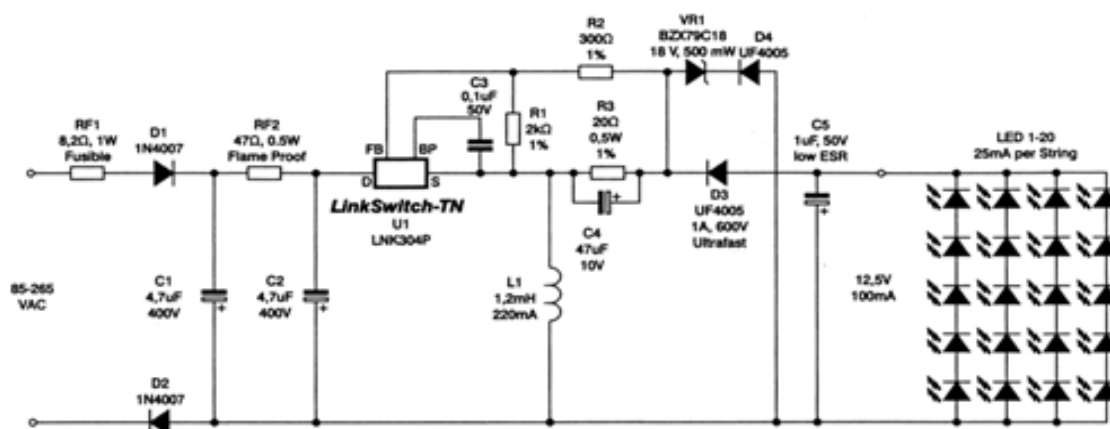 R2
300Ω
1%
VR1
BZX79C18
18 V, 500 mW
D4
UF4005
C3
0,1uF
50V
R1
2kΩ
1%
R3
20Ω
0,5W
1%
RF1
8,2Ω, 1W
Fusible
D1
1N4007
RF2
47Ω, 0.5W
Flame Proof
FB
BP
D
S
LinkSwitch-TN
U1
LNK304P
C5
1uF, 50V
low ESR
LED 1-20
25mA per String
D3
UF4005
1A, 600V
Ultrafast
+
C4
47uF
10V
+
85-265
VAC
C1
4,7uF
400V
+
C2
4,7uF
400V
+
L1
1,2mH
220mA
12,5V
100mA
D2
1N4007